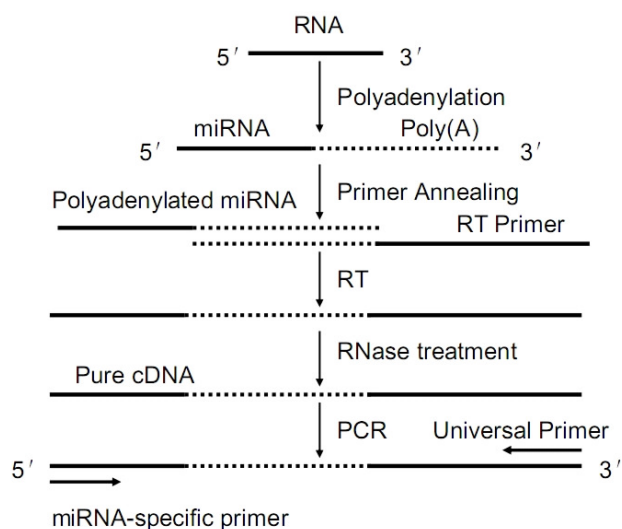 RNA
5′ 3′
Polyadenylation
miRNA Poly(A)
5′ 3′
Primer Annealing
Polyadenylated miRNA
RT Primer
RT
RNase treatment
Pure cDNA
PCR Universal Primer
5′ 3′
miRNA-specific primer